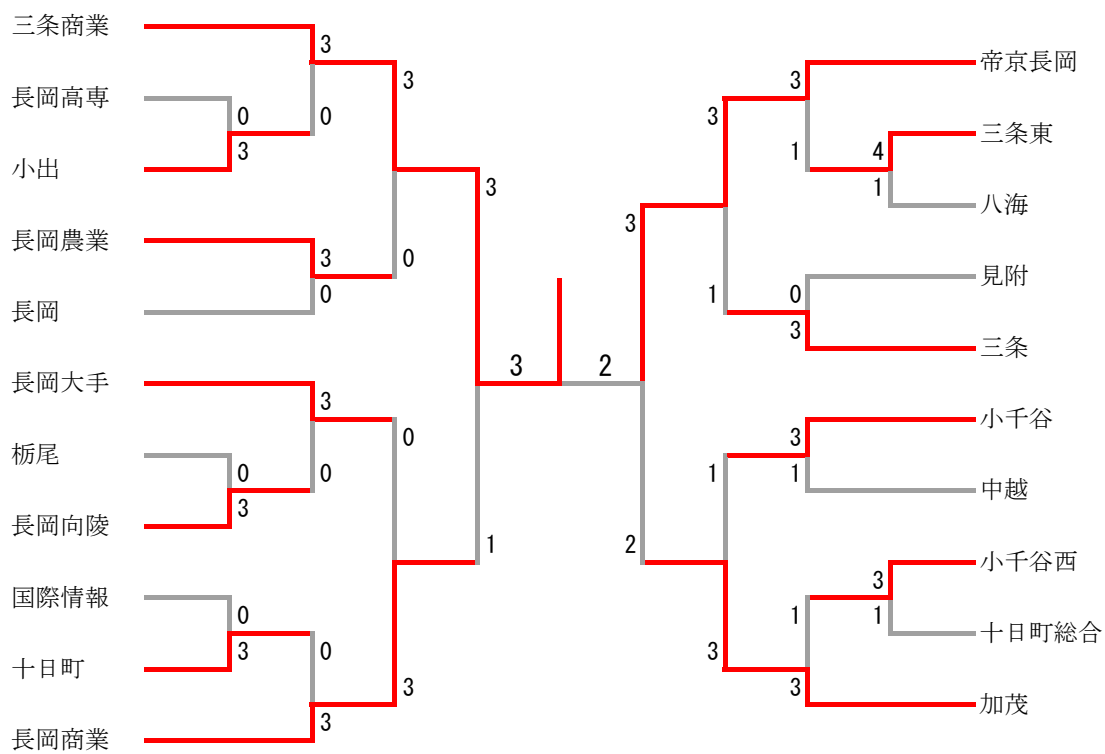 三条商業
長岡高専
小出
長岡農業
長岡
長岡大手
栃尾
長岡向陵
国際情報
十日町
長岡商業
3
0
3
0
3
0
3
0
3
0
3
0
0
3
0
3
0
3
3
1
3
2
3
2
3
1
1
3
3
1
4
1
0
3
3
1
1
3
3
1
帝京長岡
三条東
八海
見附
三条
小千谷
中越
小千谷西
十日町総合
加茂